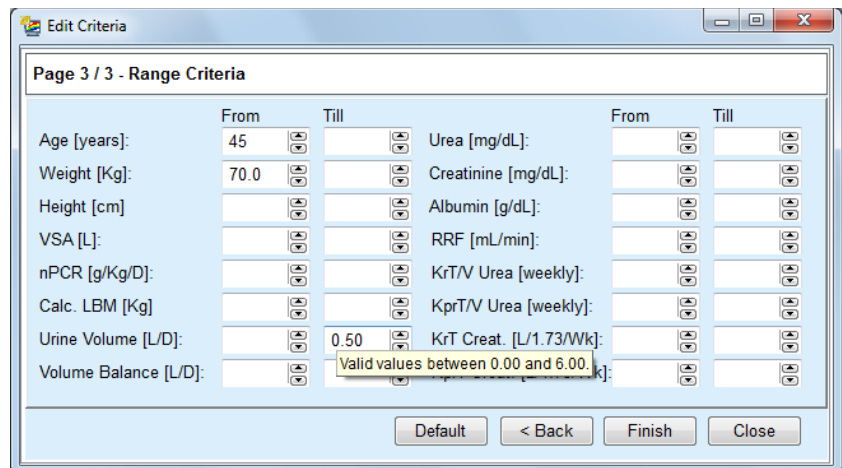 Edit Criteria
Page 3 / 3 - Range Criteria
From Till From Till
Age [years]: 45 Urea [mg/dL]:
Weight [Kg]: 70.0 Creatinine [mg/dL]:
Height [cm] Albumin [g/dL]:
VSA [L]: RRF [mL/min]:
nPCR [g/Kg/D]: KrT/V Urea [weekly]:
Calc. LBM [Kg] KprT/V Urea [weekly]:
Urine Volume [L/D]: 0.50 KrT Creat. [L/1.73/Wk]:
Valid values between 0.00 and 6.00.
Volume Balance [L/D]:
Default < Back Finish Close